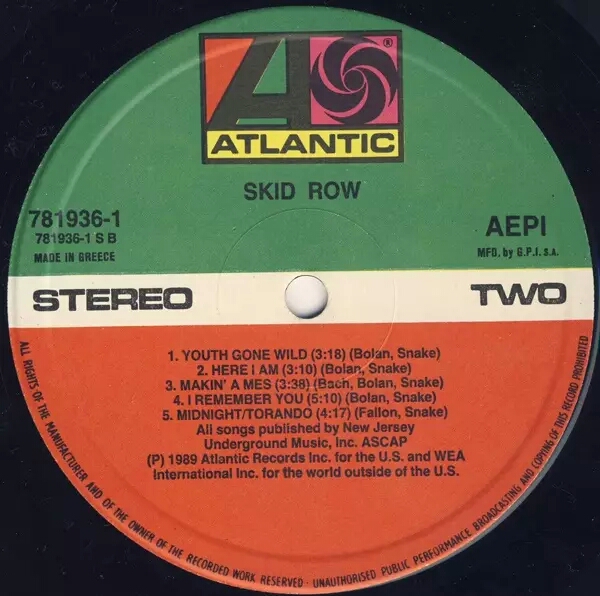 ®
ATLANTIC
SKID ROW
781936-1
781936-1 S B
MADE IN GREECE
AEPI
MFD. by G.P.I. S.A.
STEREO
TWO
1. YOUTH GONE WILD (3:18) (Bolan, Snake)
2. HERE I AM (3:10) (Bolan, Snake)
3. MAKIN' A MES (3:38) (Bach, Bolan, Snake)
4. I REMEMBER YOU (5:10) (Bolan, Snake)
5. MIDNIGHT/TORANDO (4:17) (Fallon, Snake)
All songs published by New Jersey
Underground Music, Inc. ASCAP
(P) 1989 Atlantic Records Inc. for the U.S. and WEA
International Inc. for the world outside of the U.S.
ALL RIGHTS OF THE MANUFACTURER AND OF THE OWNER OF THE RECORDED WORK RESERVED · UNAUTHORISED PUBLIC PERFORMANCE BROADCASTING AND COPYING OF THIS RECORD PROHIBITED